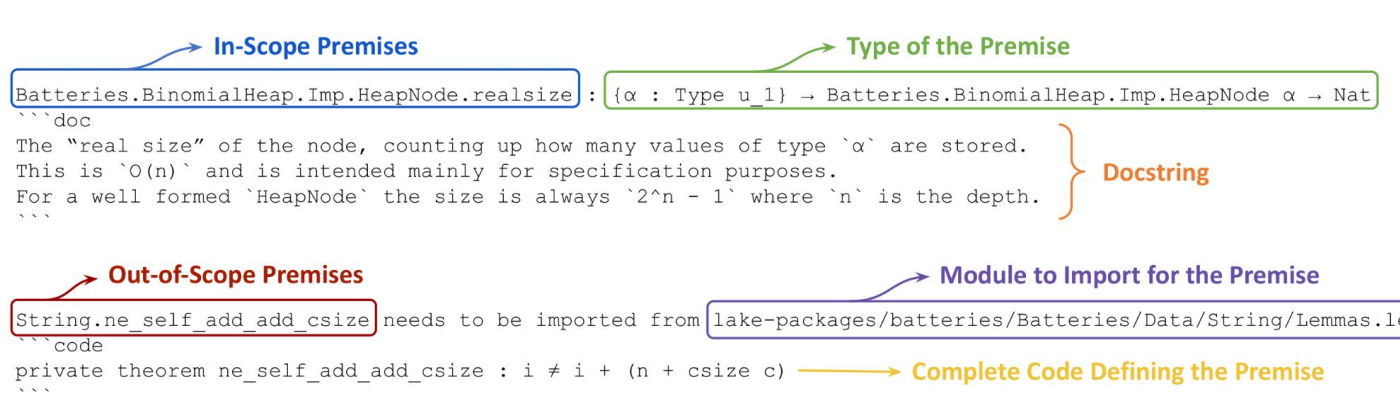 In-Scope Premises
Type of the Premise
Batteries.BinomialHeap.Imp.HeapNode.realsize : {α : Type u_1} → Batteries.BinomialHeap.Imp.HeapNode α → Nat
```doc
The “real size” of the node, counting up how many values of type `α` are stored.
This is `O(n)` and is intended mainly for specification purposes.
For a well formed `HeapNode` the size is always `2^n - 1` where `n` is the depth.
```
Docstring
Out-of-Scope Premises
Module to Import for the Premise
String.ne_self_add_add_csize needs to be imported from lake-packages/batteries/Batteries/Data/String/Lemmas.le
```code
private theorem ne_self_add_add_csize : i ≠ i + (n + csize c)
Complete Code Defining the Premise
```